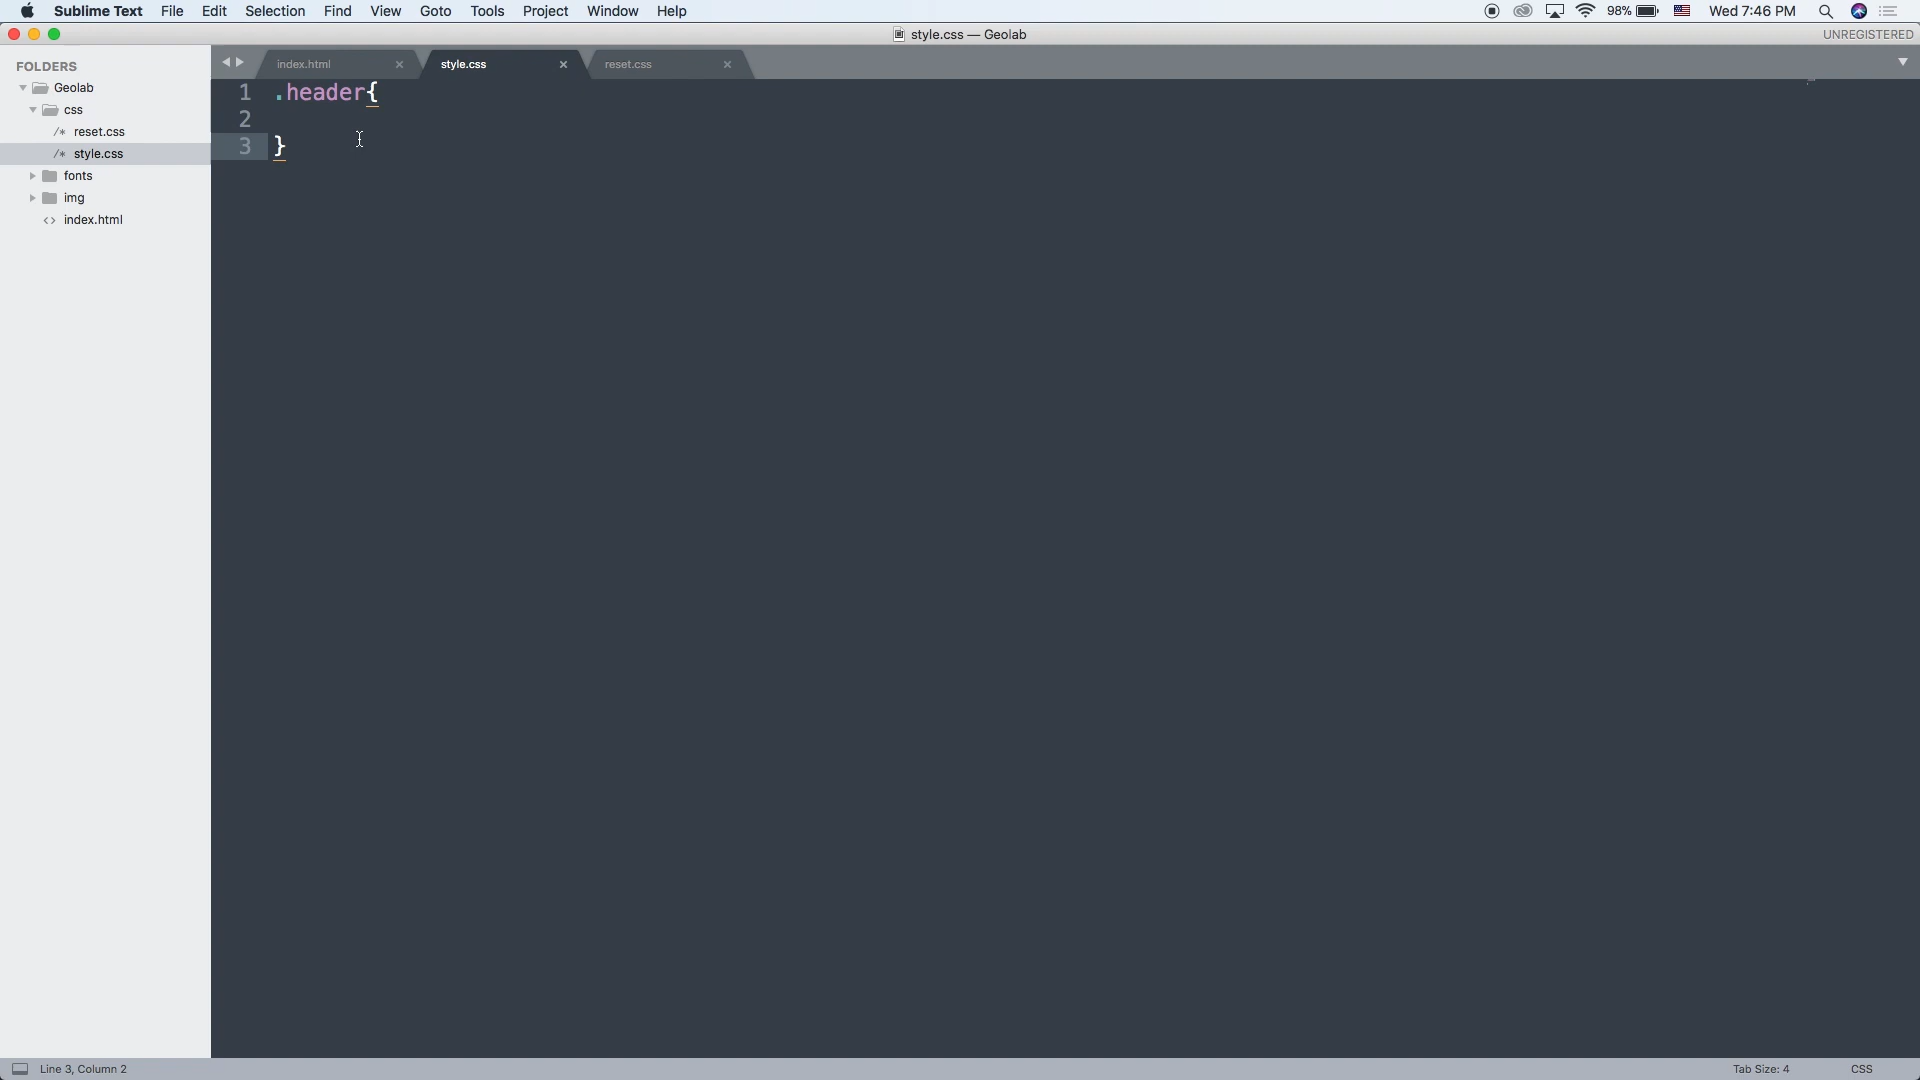 Sublime Text File Edit Selection Find View Goto Tools Project Window Help 98% Wed 7:46 PM
style.css — Geolab UNREGISTERED
FOLDERS
Geolab
css
/* reset.css
/* style.css
fonts
img
<> index.html
index.html × style.css × reset.css ×
1 .header{
2
3 }
Line 3, Column 2 Tab Size: 4 CSS